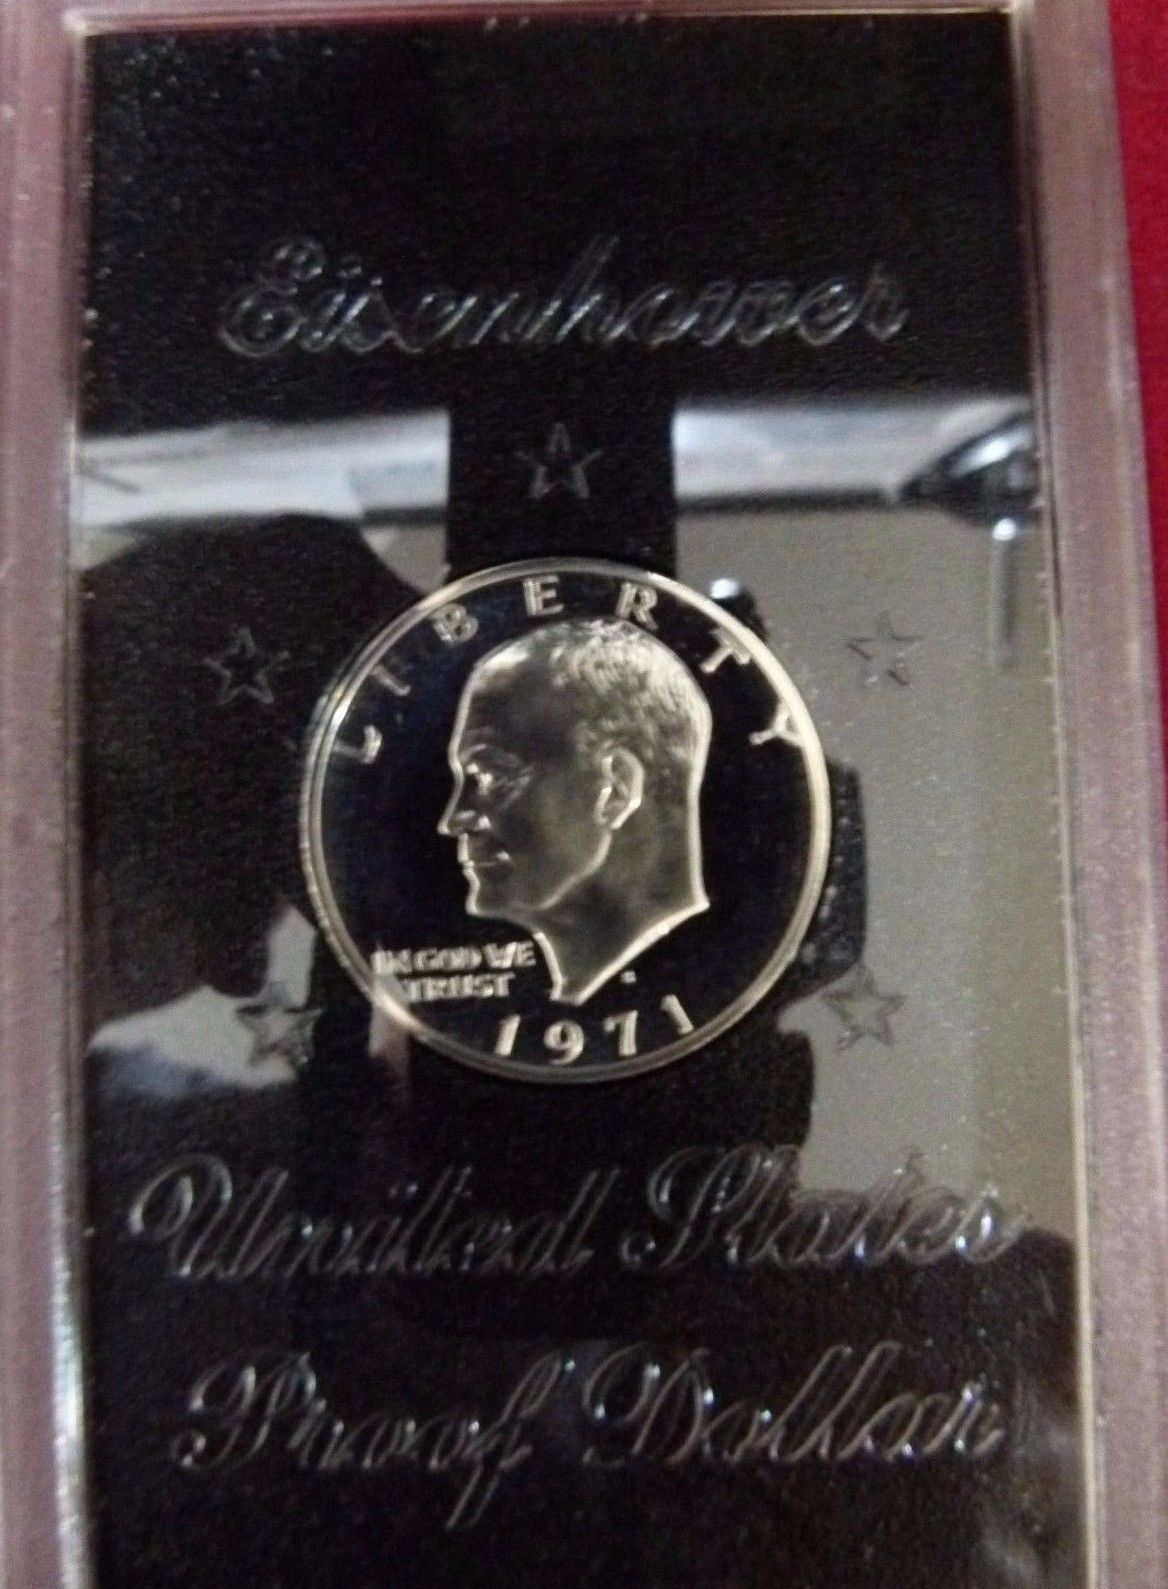 Eisenhower
LIBERTY
IN GOD WE
TRUST
1971
United States
Proof Dollar